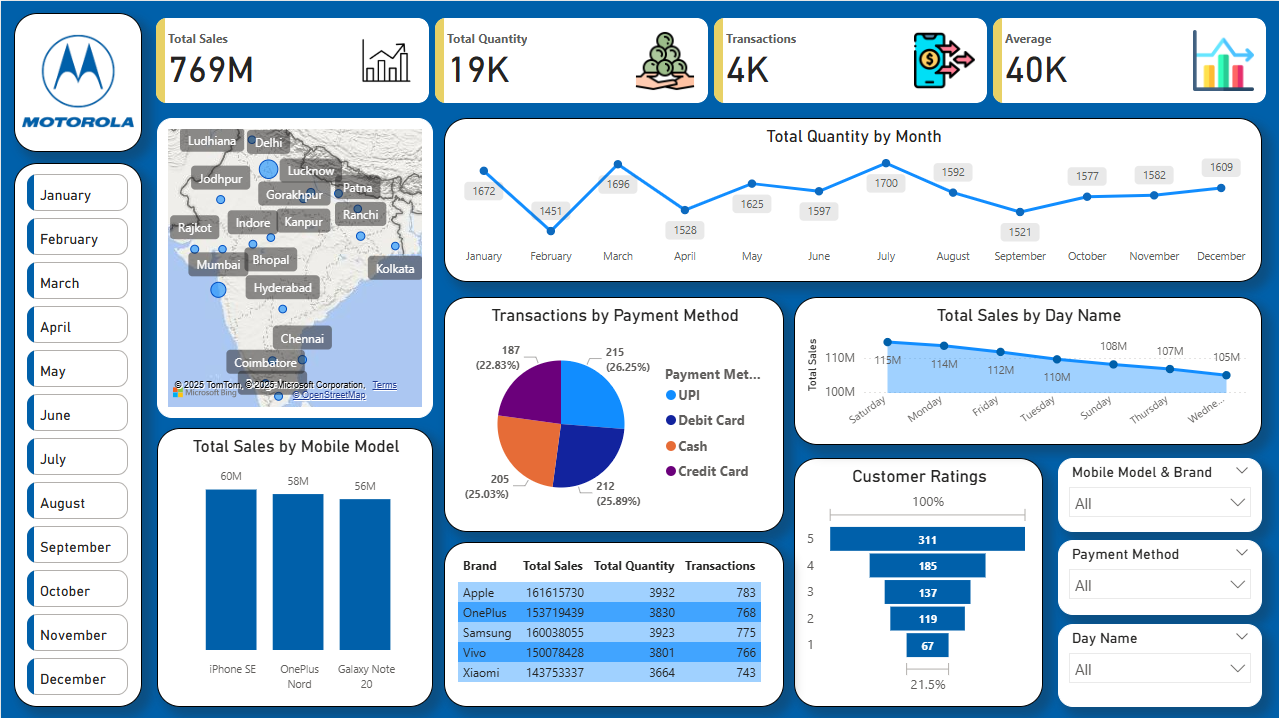 MOTOROLA
Total Sales
769M
Total Quantity
19K
Transactions
4K
Average
40K
January
February
March
April
May
June
July
August
September
October
November
December
Ludhiana
Delhi
Lucknow
Jodhpur
Patna
Gorakhpur
Ranchi
Rajkot
Indore
Kanpur
Mumbai
Bhopal
Kolkata
Hyderabad
Chennai
Coimbatore
© 2025 TomTom, © 2025 Microsoft Corporation, Terms
Microsoft Bing
© OpenStreetMap
Total Quantity by Month
1672
1451
1696
1528
1625
1597
1700
1592
1521
1577
1582
1609
January
February
March
April
May
June
July
August
September
October
November
December
Transactions by Payment Method
187
(22.83%)
215
(26.25%)
205
(25.03%)
212
(25.89%)
Payment Met...
UPI
Debit Card
Cash
Credit Card
Total Sales by Day Name
Total Sales
110M
100M
115M
114M
112M
110M
108M
107M
105M
Saturday
Monday
Friday
Tuesday
Sunday
Thursday
Wedne...
Total Sales by Mobile Model
60M
58M
56M
iPhone SE
OnePlus
Nord
Galaxy Note
20
Brand Total Sales Total Quantity Transactions
Apple 161615730 3932 783
OnePlus 153719439 3830 768
Samsung 160038055 3923 775
Vivo 150078428 3801 766
Xiaomi 143753337 3664 743
Customer Ratings
100%
5 311
4 185
3 137
2 119
1 67
21.5%
Mobile Model & Brand
All
Payment Method
All
Day Name
All